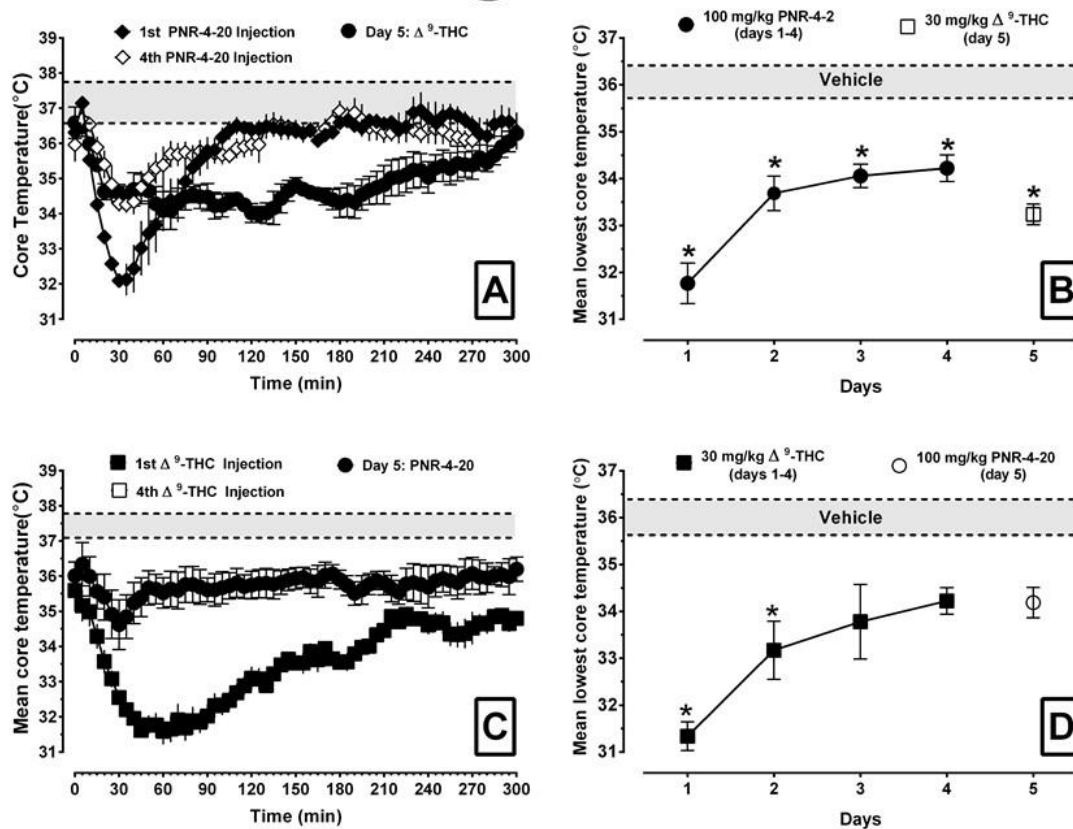 ◆ 1st PNR-4-20 Injection
◇ 4th PNR-4-20 Injection
● Day 5: Δ ⁹-THC
Core Temperature(°C)
39
38
37
36
35
34
33
32
31
A
0 30 60 90 120 150 180 210 240 270 300
Time (min)
● 100 mg/kg PNR-4-2
(days 1-4)
□ 30 mg/kg Δ ⁹-THC
(day 5)
Mean lowest core temperature (°C)
37
36
35
34
33
32
31
Vehicle
*
*
*
*
*
B
1 2 3 4 5
Days
■ 1st Δ ⁹-THC Injection
□ 4th Δ ⁹-THC Injection
● Day 5: PNR-4-20
Mean core temperature(°C)
39
38
37
36
35
34
33
32
31
C
0 30 60 90 120 150 180 210 240 270 300
Time (min)
■ 30 mg/kg Δ ⁹-THC
(days 1-4)
○ 100 mg/kg PNR-4-20
(day 5)
Mean lowest core temperature (°C)
37
36
35
34
33
32
31
Vehicle
*
*
D
1 2 3 4 5
Days